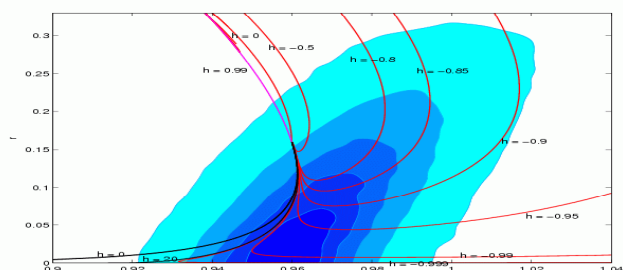 0.3
0.25
0.2
0.15
0.1
0.05
0
r
h = 0
h = −0.5
h = −0.8
h = 0.99
h = −0.85
h = −0.9
h = −0.95
h = 0
h = 20
h = −0.99
h = −0.999
0.9
0.92
0.94
0.96
0.98
1
1.02
1.04